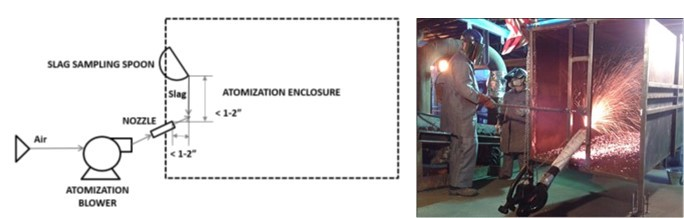 SLAG SAMPLING SPOON
ATOMIZATION ENCLOSURE
Slag
< 1-2"
NOZZLE
Air
< 1-2"
ATOMIZATION
BLOWER